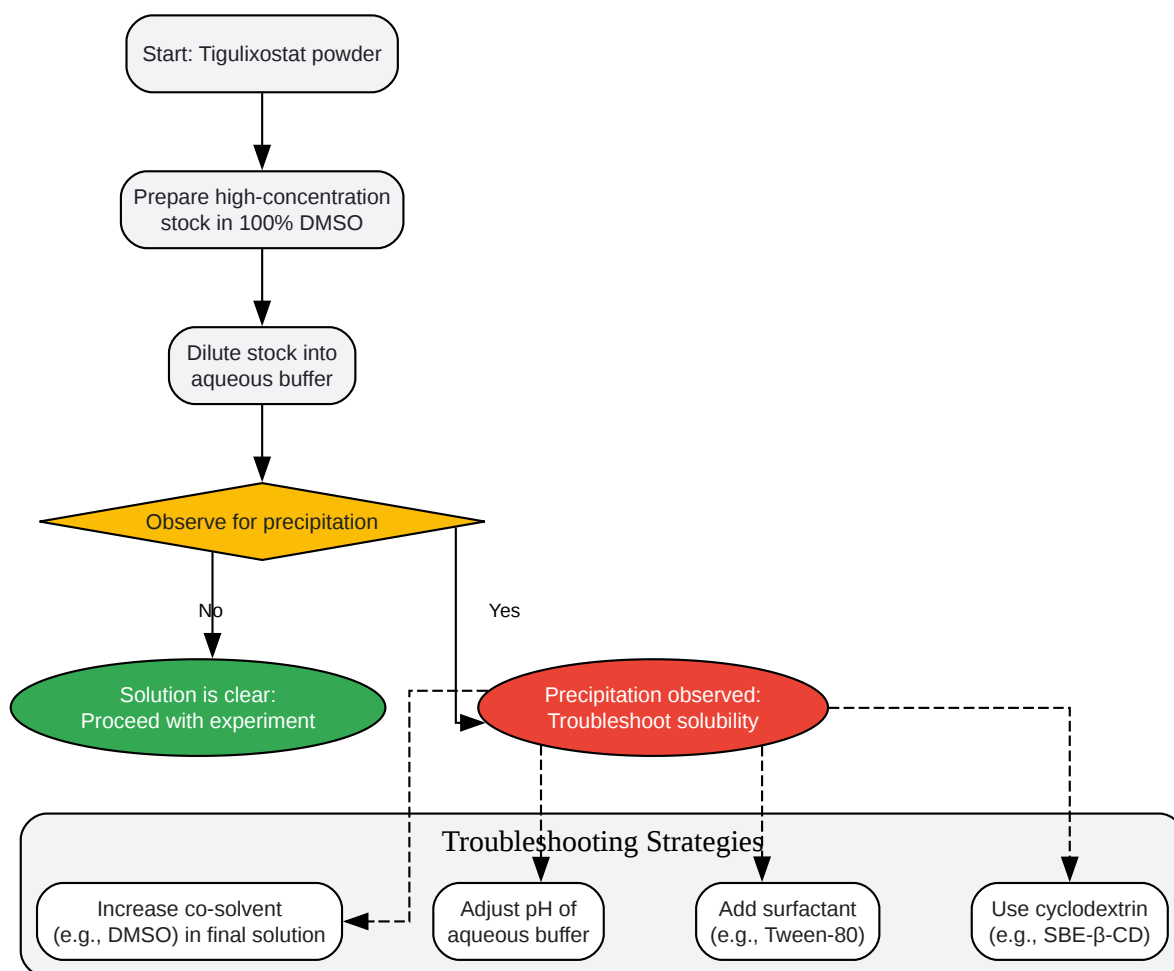 Start: Tigulixostat powder
Prepare high-concentration
stock in 100% DMSO
Dilute stock into
aqueous buffer
Observe for precipitation
No
Yes
Solution is clear:
Proceed with experiment
Precipitation observed:
Troubleshoot solubility
Troubleshooting Strategies
Increase co-solvent
(e.g., DMSO) in final solution
Adjust pH of
aqueous buffer
Add surfactant
(e.g., Tween-80)
Use cyclodextrin
(e.g., SBE-β-CD)